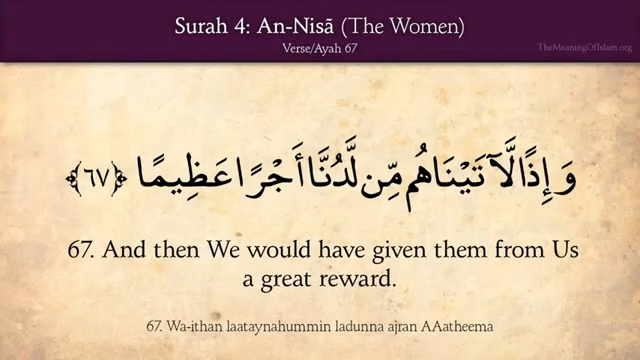 Surah 4: An-Nisã (The Women)
Verse/Ayah 67
TheMeaningOfIslam.org
وَإِذًا لَّآتَيْنَاهُم مِّن لَّدُنَّا أَجْرًا عَظِيمًا ﴿٦٧﴾
67. And then We would have given them from Us
a great reward.
67. Wa-ithan laataynahummin ladunna ajran AAatheema